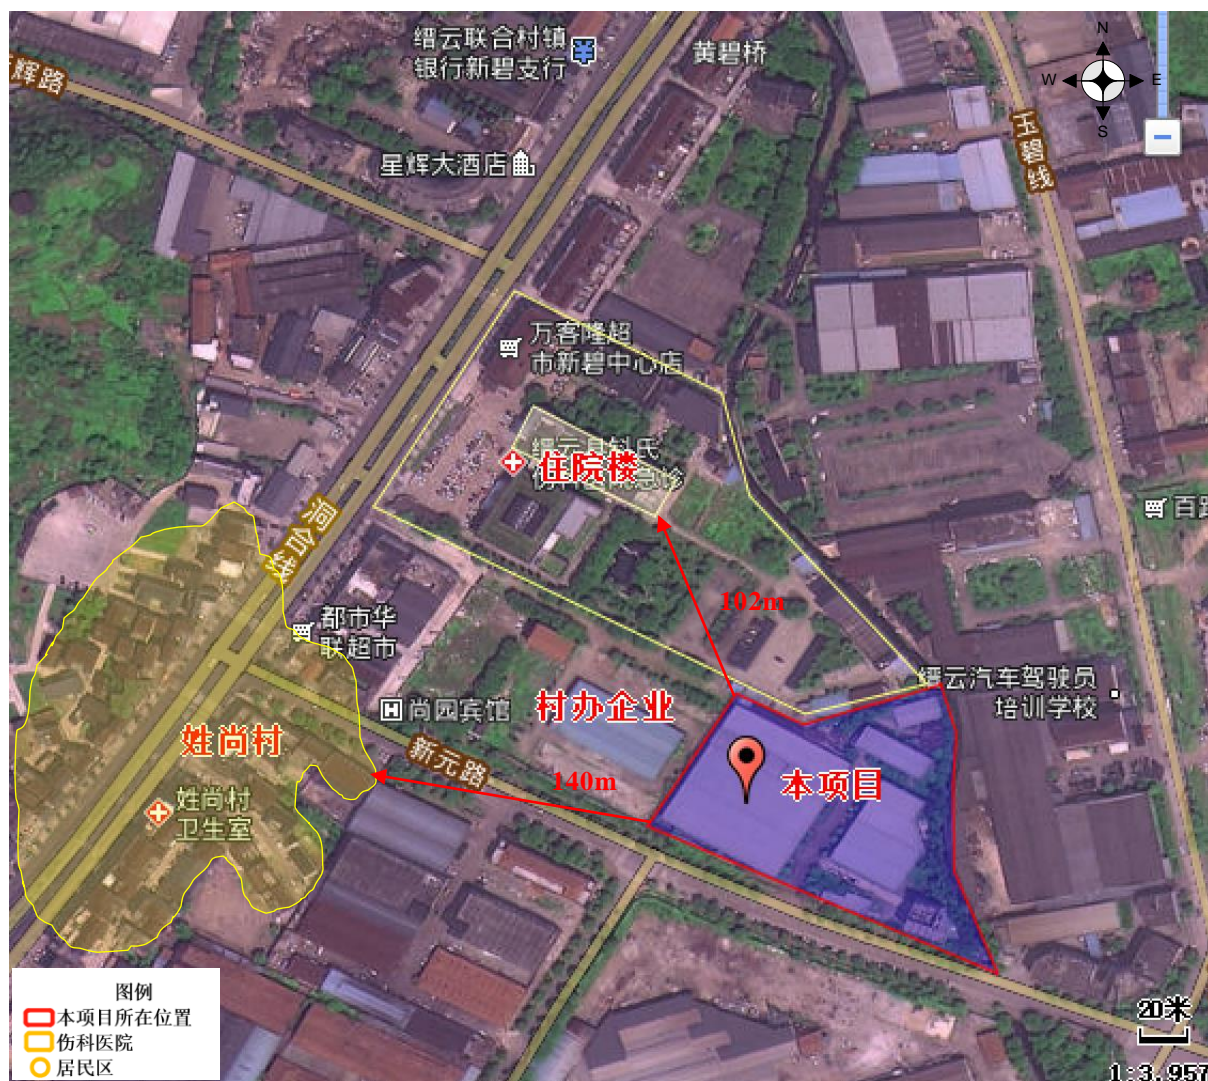 缙云联合村镇
银行新碧支行
黄碧桥
辉路
N
W
E
S
玉碧线
星辉大酒店
万客隆超
市新碧中心店
住院楼
百
洞合线
102m
都市华
联超市
缙云汽车驾驶员
培训学校
尚园宾馆
村办企业
姓尚村
新元路
140m
本项目
姓尚村
卫生室
图例
本项目所在位置
伤科医院
居民区
20米
1:3,957